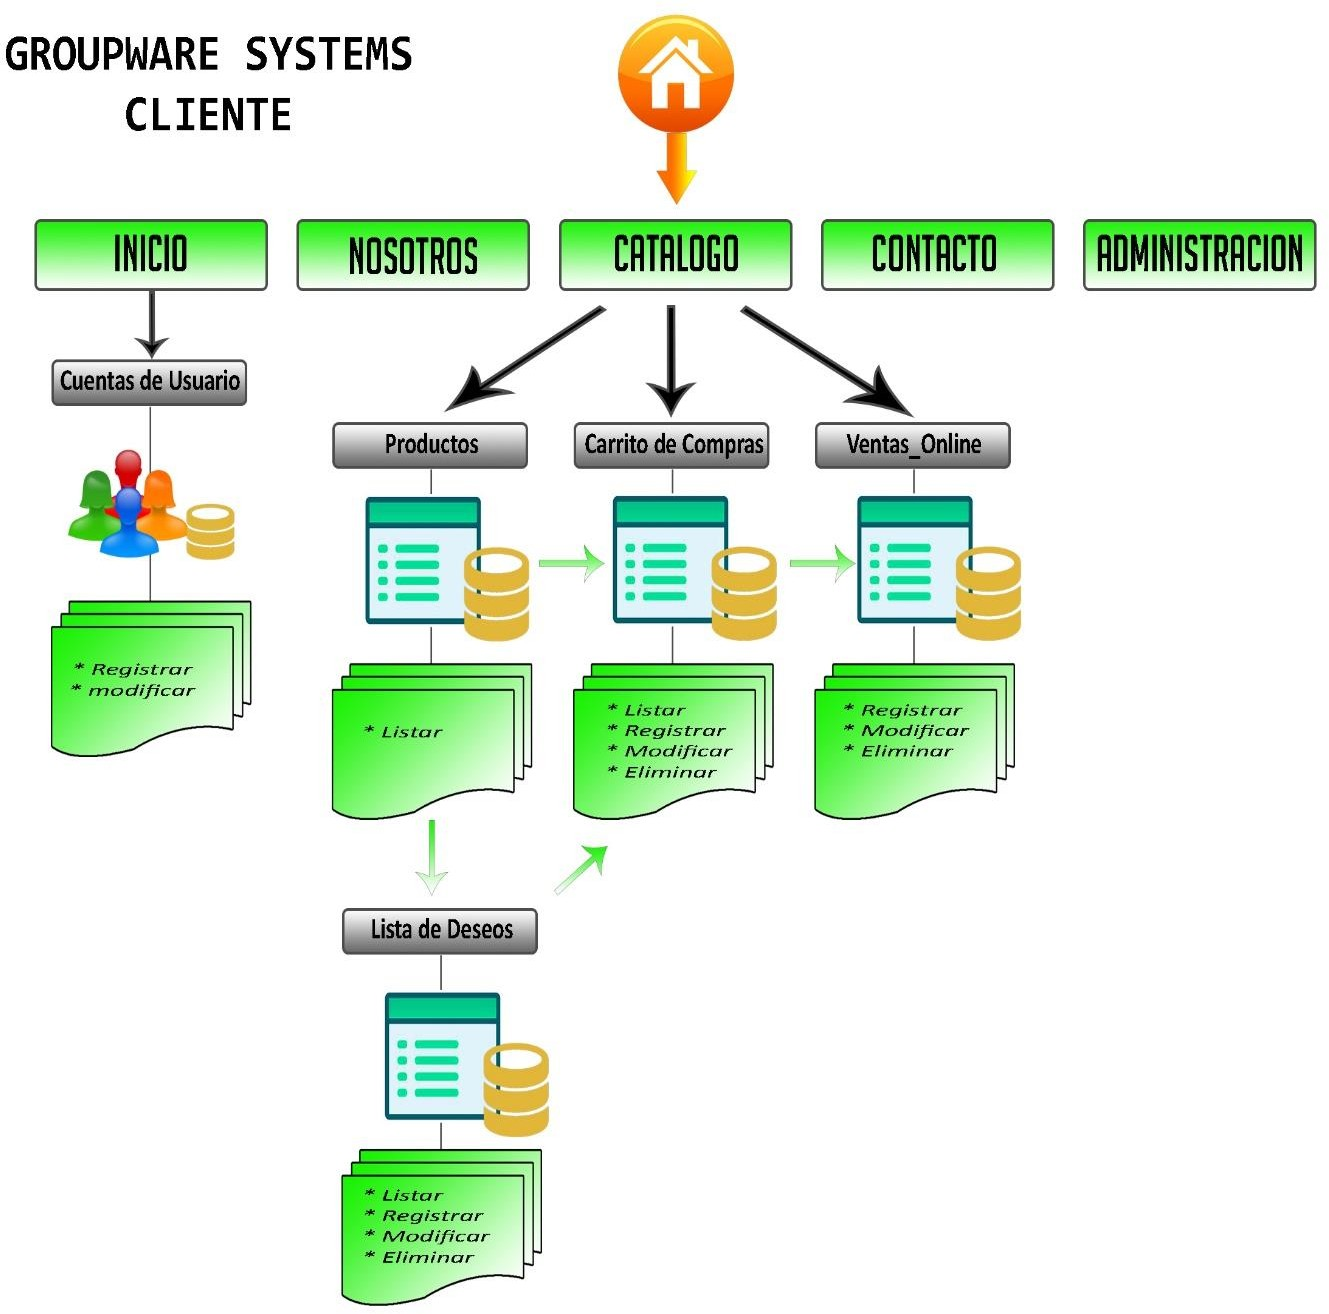 GROUPWARE SYSTEMS
CLIENTE
INICIO
NOSOTROS
CATALOGO
CONTACTO
ADMINISTRACION
Cuentas de Usuario
* Registrar
* modificar
Productos
Carrito de Compras
Ventas_Online
* Listar
* Listar
* Registrar
* Modificar
* Eliminar
* Registrar
* Modificar
* Eliminar
Lista de Deseos
* Listar
* Registrar
* Modificar
* Eliminar